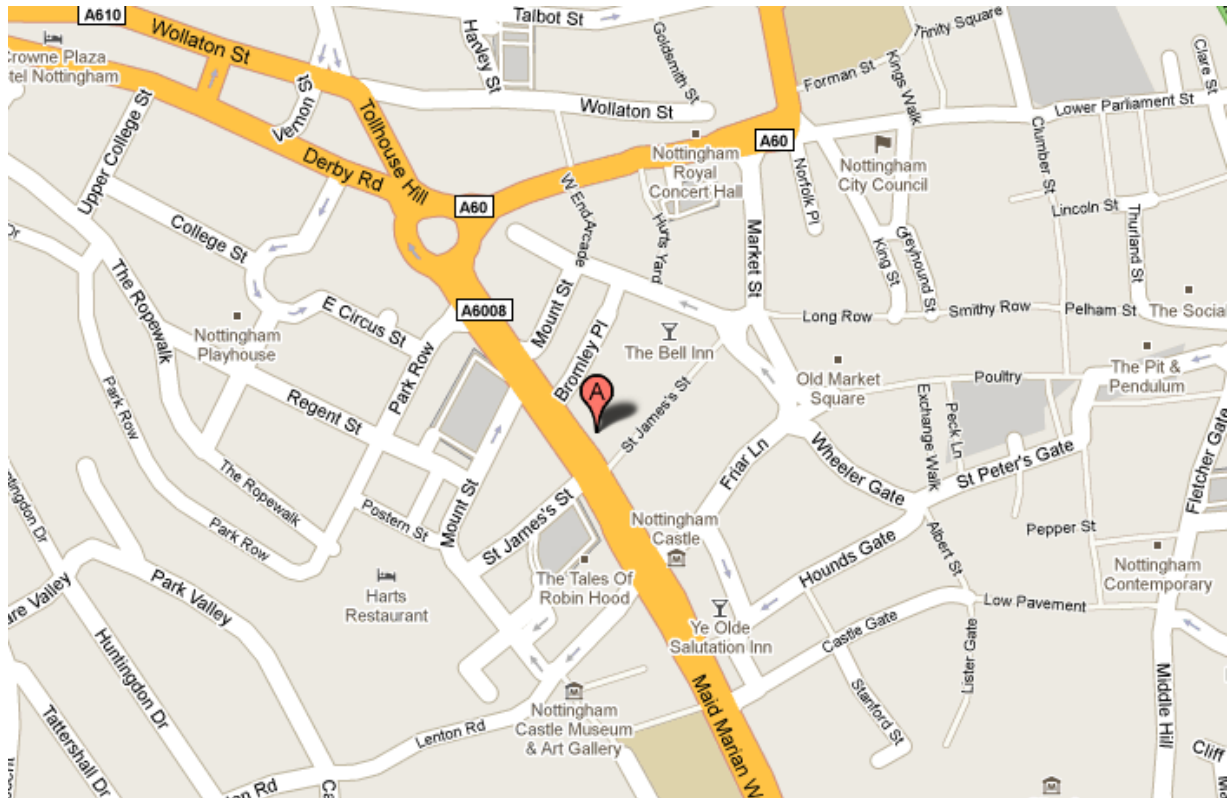 A610
Talbot St
Trinity Square
Wollaton St
Harvey St
Goldsmith St
Kings Walk
Clare St
Crowne Plaza
tel Nottingham
Forman St
Vernon St
Wollaton St
Lower Parliament St
Upper College St
Tollhouse Hill
Derby Rd
A60
Nottingham
Royal
Concert Hall
Nottingham
City Council
Clumber St
Norfolk Pl
A60
W End Arcade
Lincoln St
Thurland St
College St
Hurts Yard
Market St
King St
Greyhound St
Dr
The Ropewalk
A6008
Mount St
E Circus St
Long Row
Smithy Row
Pelham St
The Social
Nottingham
Playhouse
Park Row
Bromley Pl
The Bell Inn
Old Market
Square
Poultry
The Pit &
Pendulum
A
Park Row
Regent St
St James's St
Exchange Walk
Peck Ln
Friar Ln
Wheeler Gate
St Peter's Gate
Fletcher Gate
The Ropewalk
Postern St
Mount St
St James's St
Park Row
Nottingham
Castle
Hounds Gate
Albert St
Pepper St
Nottingham
Contemporary
Park Valley
Harts
Restaurant
The Tales Of
Robin Hood
Low Pavement
Ye Olde
Salutation Inn
Castle Gate
Lister Gate
Huntingdon Dr
Stanford St
Middle Hill
Maid Marian W
Nottingham
Castle Museum
& Art Gallery
Lenton Rd
Tattershall Dr
Cliff